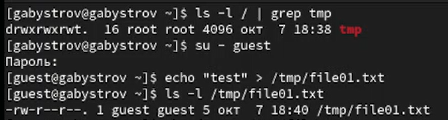 [gabystrov@gabystrov ~]$ ls -l / | grep tmp
drwxrwxrwt.  16 root root 4096 окт  7 18:38 tmp
[gabystrov@gabystrov ~]$ su - guest
Пароль:
[guest@gabystrov ~]$ echo "test" > /tmp/file01.txt
[guest@gabystrov ~]$ ls -l /tmp/file01.txt
-rw-r--r--. 1 guest guest 5 окт  7 18:40 /tmp/file01.txt